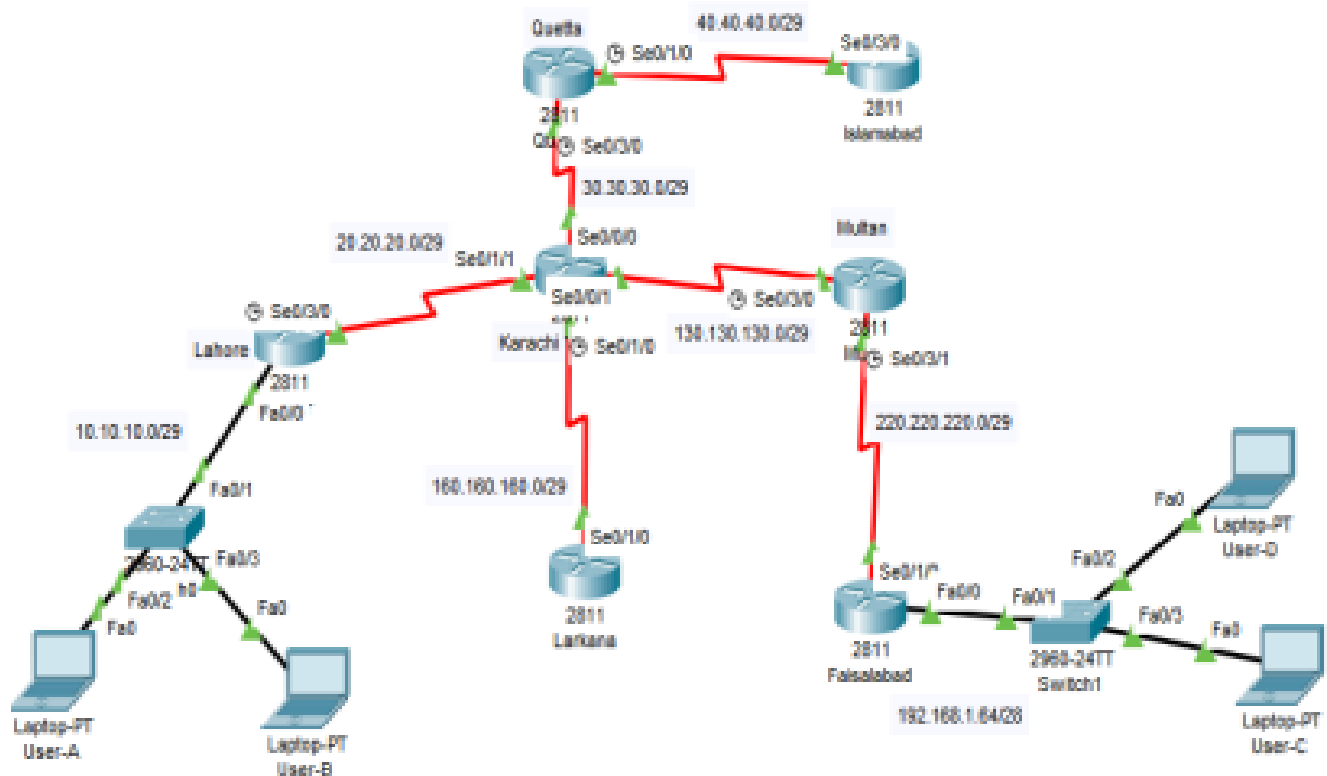 Quetta
40.40.40.0/29
Se0/1/0
Se0/3/0
2811
2811
Islamabad
Se0/3/0
30.30.30.0/29
Se0/0/0
20.20.20.0/29
Se0/1/1
Multan
Se0/0/1
Se0/3/0
130.130.130.0/29
Se0/3/0
Lahore
2811
Karachi
Se0/1/0
2811
Se0/3/1
Fa0/0
10.10.10.0/29
220.220.220.0/29
160.160.160.0/29
Fa0/1
Fa0/3
Fa0/2
Fa0
Fa0
Laptop-PT
User-A
Laptop-PT
User-B
Se0/1/0
2811
Larkana
Fa0
Laptop-PT
User-D
Fa0/2
Fa0/0
Fa0/1
Fa0/3
Fa0
2811
Faisalabad
2960-24TT
Switch1
192.168.1.64/28
Laptop-PT
User-C